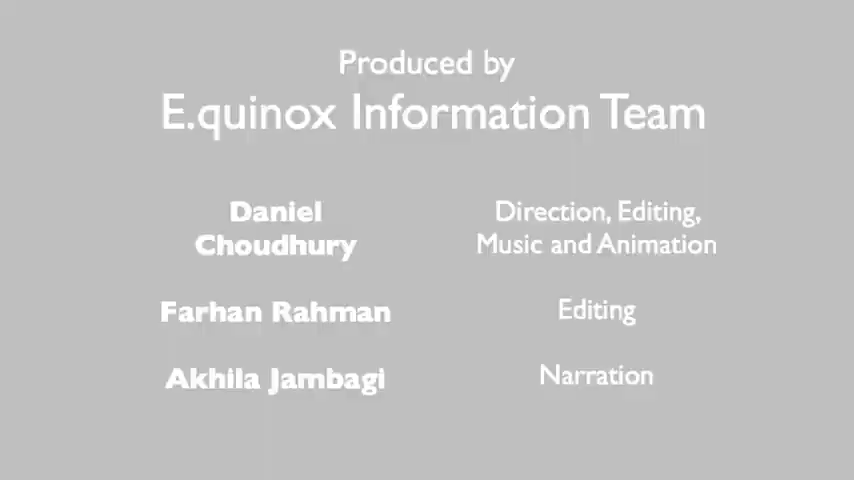 Produced by
E.quinox Information Team
Daniel Choudhury
Direction, Editing, Music and Animation
Farhan Rahman
Editing
Akhila Jambagi
Narration